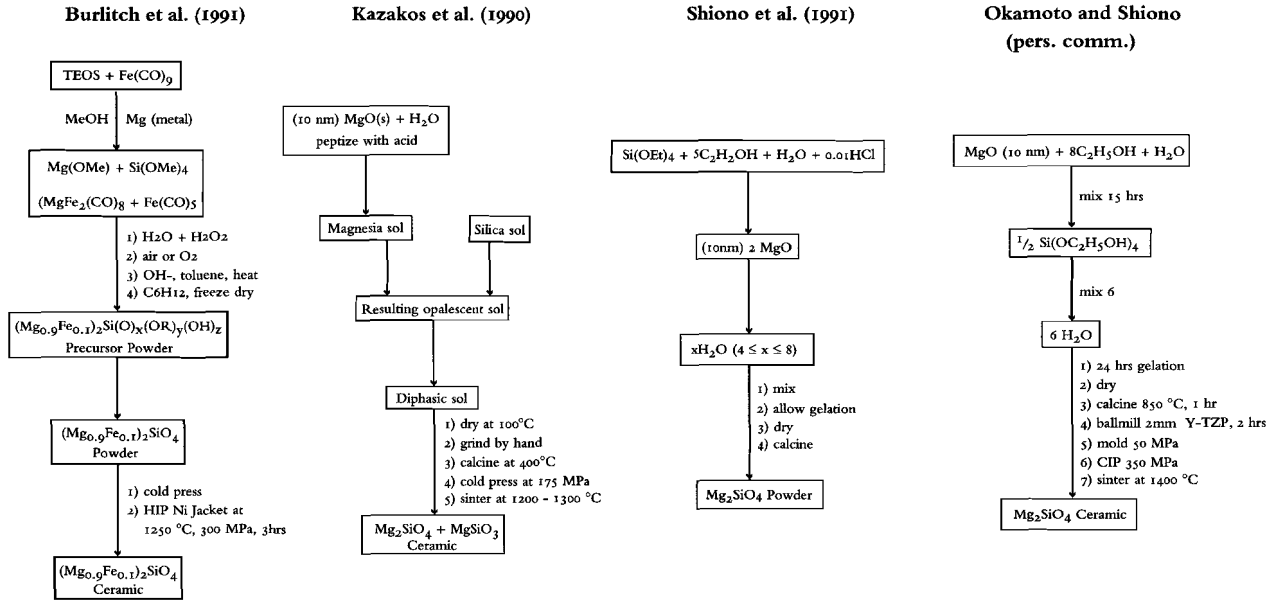 Burlitch et al. (1991)
TEOS + Fe(CO)9
MeOH Mg (metal)
Mg(OMe) + Si(OMe)4
(MgFe2(CO)8 + Fe(CO)5
1) H2O + H2O2
2) air or O2
3) OH-, toluene, heat
4) C6H12, freeze dry
(Mg0.9Fe0.1)2Si(O)x(OR)y(OH)z
Precursor Powder
(Mg0.9Fe0.1)2SiO4
Powder
1) cold press
2) HIP Ni Jacket at
1250 °C, 300 MPa, 3hrs
(Mg0.9Fe0.1)2SiO4
Ceramic
Kazakos et al. (1990)
(10 nm) MgO(s) + H2O
peptize with acid
Magnesia sol
Silica sol
Resulting opalescent sol
Diphasic sol
1) dry at 100°C
2) grind by hand
3) calcine at 400°C
4) cold press at 175 MPa
5) sinter at 1200 - 1300 °C
Mg2SiO4 + MgSiO3
Ceramic
Shiono et al. (1991)
Si(OEt)4 + 5C2H2OH + H2O + 0.01HCl
(10nm) 2 MgO
xH2O (4 ≤ x ≤ 8)
1) mix
2) allow gelation
3) dry
4) calcine
Mg2SiO4 Powder
Okamoto and Shiono
(pers. comm.)
MgO (10 nm) + 8C2H5OH + H2O
mix 15 hrs
1/2 Si(OC2H5OH)4
mix 6
6 H2O
1) 24 hrs gelation
2) dry
3) calcine 850 °C, 1 hr
4) ballmill 2mm Y-TZP, 2 hrs
5) mold 50 MPa
6) CIP 350 MPa
7) sinter at 1400 °C
Mg2SiO4 Ceramic